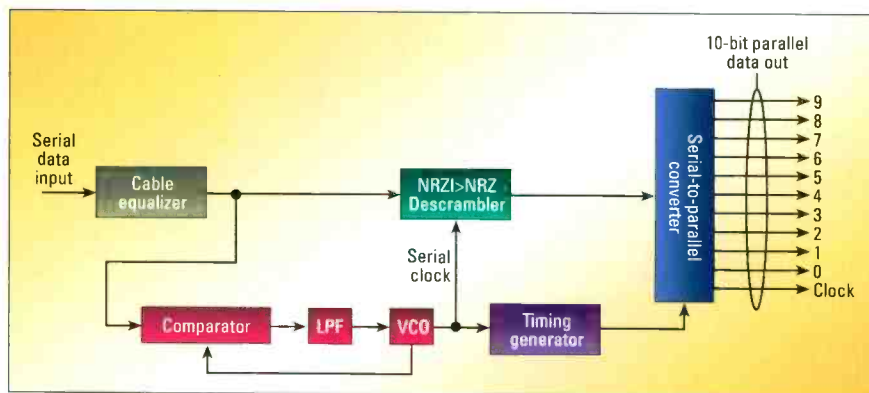 10-bit parallel
data out
Serial
data
input
Cable
equalizer
NRZI>NRZ
Descrambler
Serial-to-parallel
converter
9
8
7
6
5
4
3
2
1
0
Clock
Serial
clock
Comparator
LPF
VCO
Timing
generator